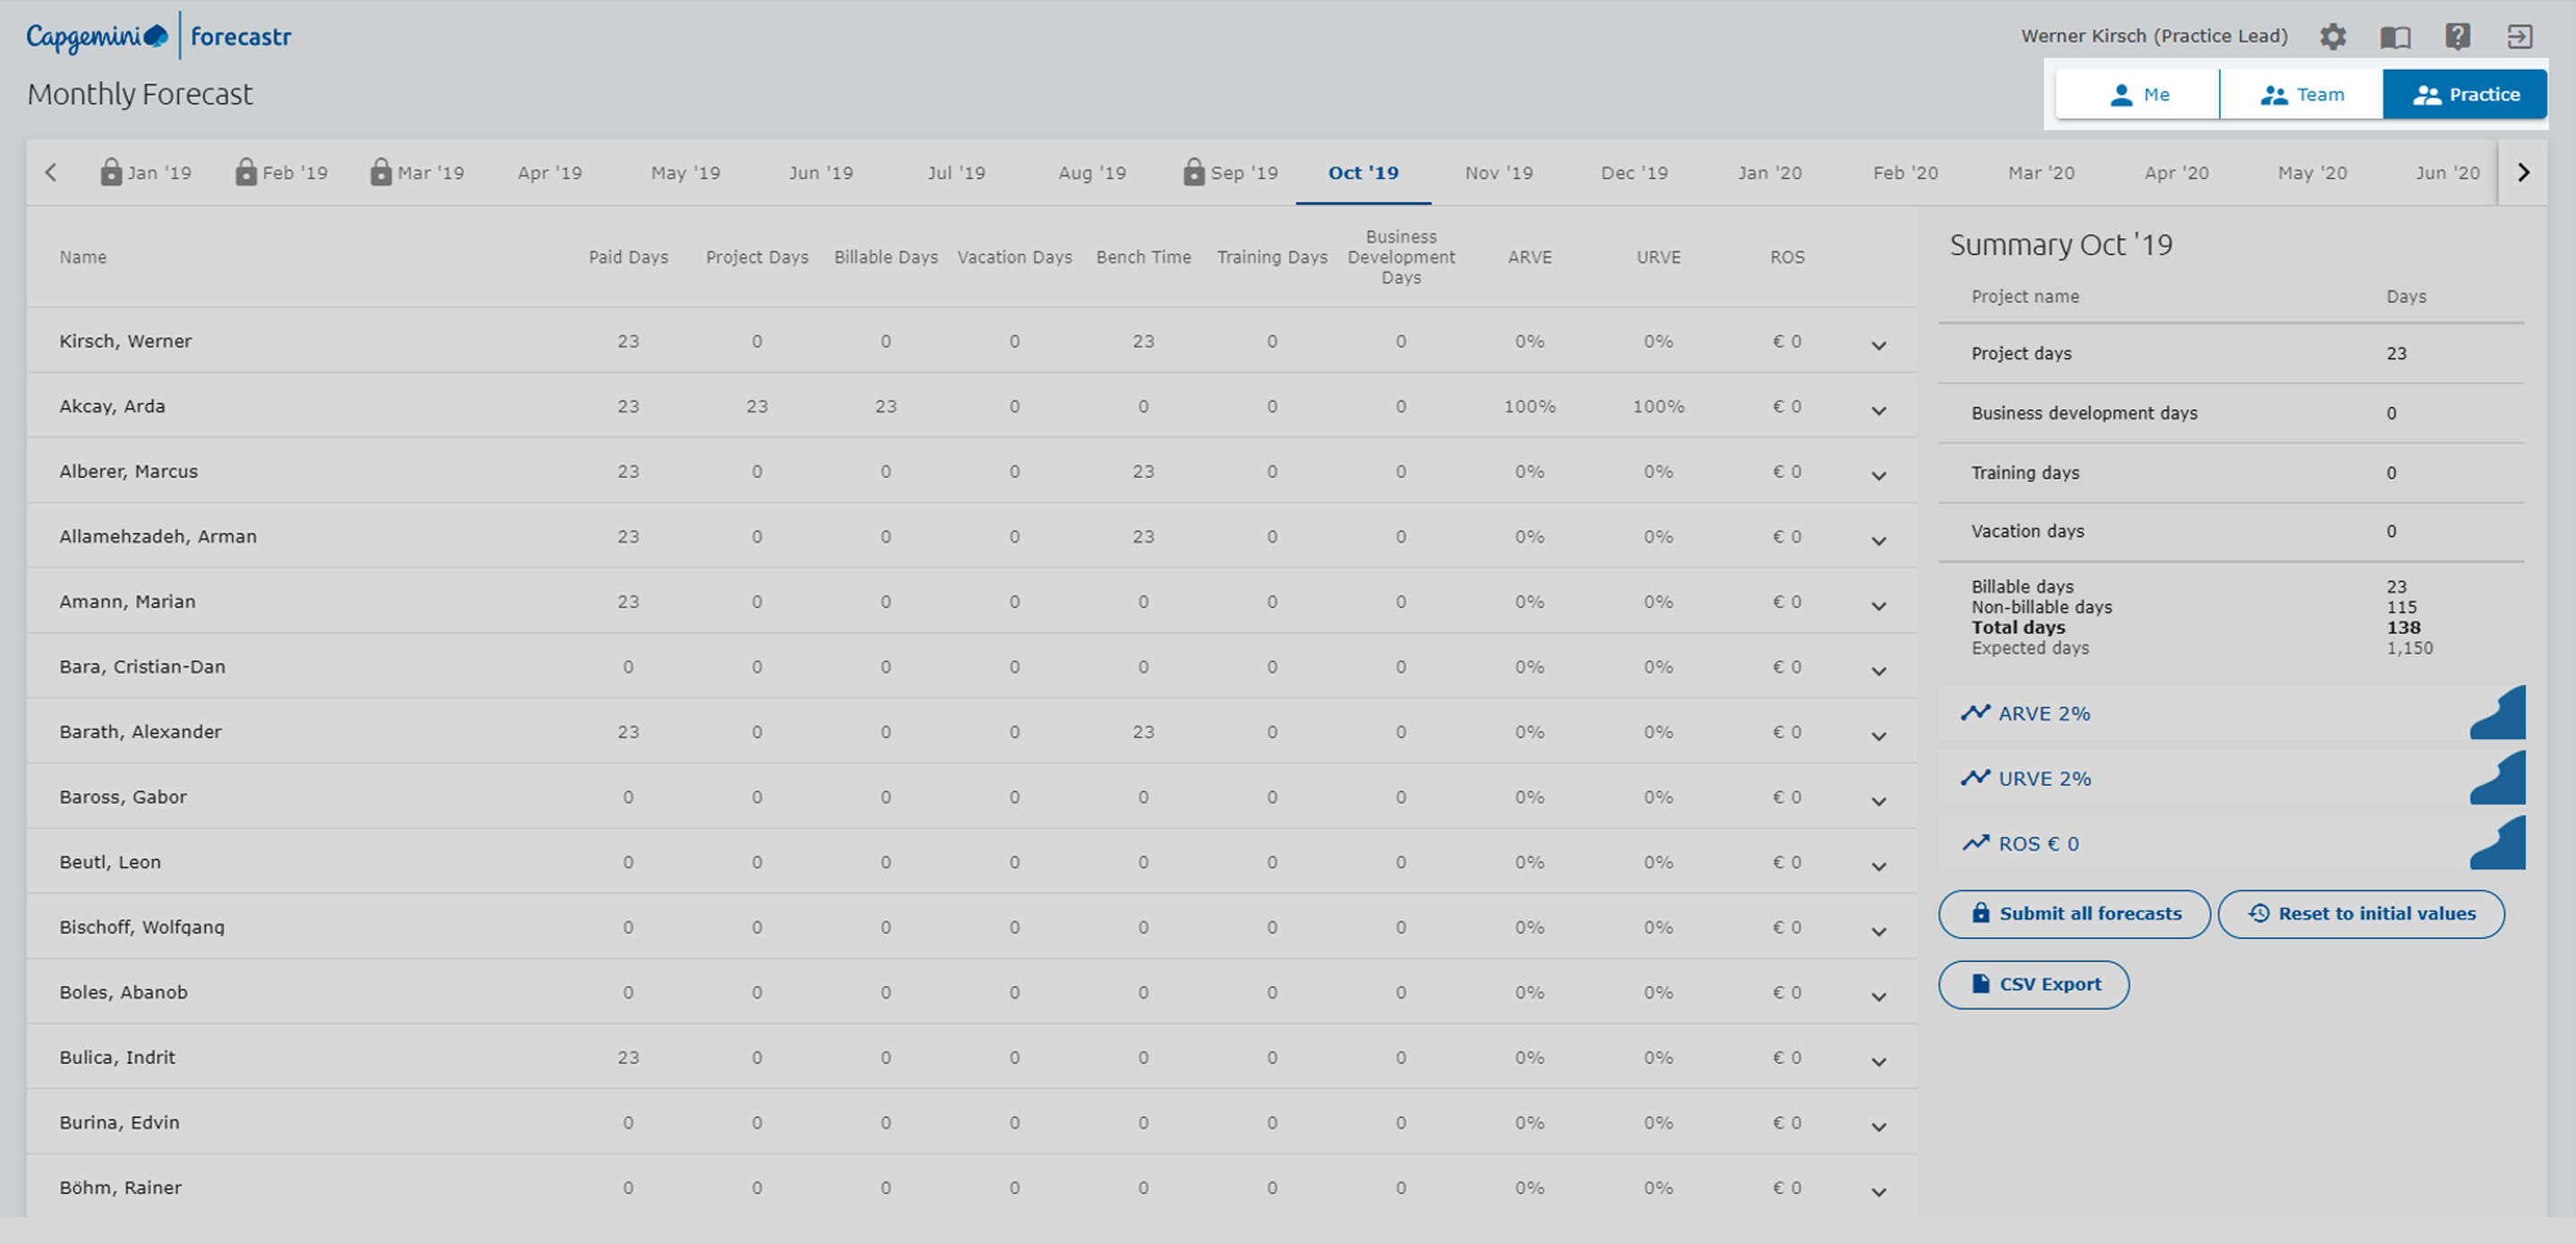 Capgemini forecastr
Werner Kirsch (Practice Lead)
Monthly Forecast
Me Team Practice
Jan '19 Feb '19 Mar '19 Apr '19 May '19 Jun '19 Jul '19 Aug '19 Sep '19 Oct '19 Nov '19 Dec '19 Jan '20 Feb '20 Mar '20 Apr '20 May '20 Jun '20
Name Paid Days Project Days Billable Days Vacation Days Bench Time Training Days Business Development Days ARVE URVE ROS
Kirsch, Werner 23 0 0 0 23 0 0 0% 0% € 0
Akcay, Arda 23 23 23 0 0 0 0 100% 100% € 0
Alberer, Marcus 23 0 0 0 23 0 0 0% 0% € 0
Allamehzadeh, Arman 23 0 0 0 23 0 0 0% 0% € 0
Amann, Marian 23 0 0 0 0 0 0 0% 0% € 0
Bara, Cristian-Dan 0 0 0 0 0 0 0 0% 0% € 0
Barath, Alexander 23 0 0 0 23 0 0 0% 0% € 0
Baross, Gabor 0 0 0 0 0 0 0 0% 0% € 0
Beutl, Leon 0 0 0 0 0 0 0 0% 0% € 0
Bischoff, Wolfgang 0 0 0 0 0 0 0 0% 0% € 0
Boles, Abanob 0 0 0 0 0 0 0 0% 0% € 0
Bulica, Indrit 23 0 0 0 0 0 0 0% 0% € 0
Burina, Edvin 0 0 0 0 0 0 0 0% 0% € 0
Böhm, Rainer 0 0 0 0 0 0 0 0% 0% € 0
Summary Oct '19
Project name Days
Project days 23
Business development days 0
Training days 0
Vacation days 0
Billable days 23
Non-billable days 115
Total days 138
Expected days 1,150
ARVE 2%
URVE 2%
ROS € 0
Submit all forecasts Reset to initial values
CSV Export